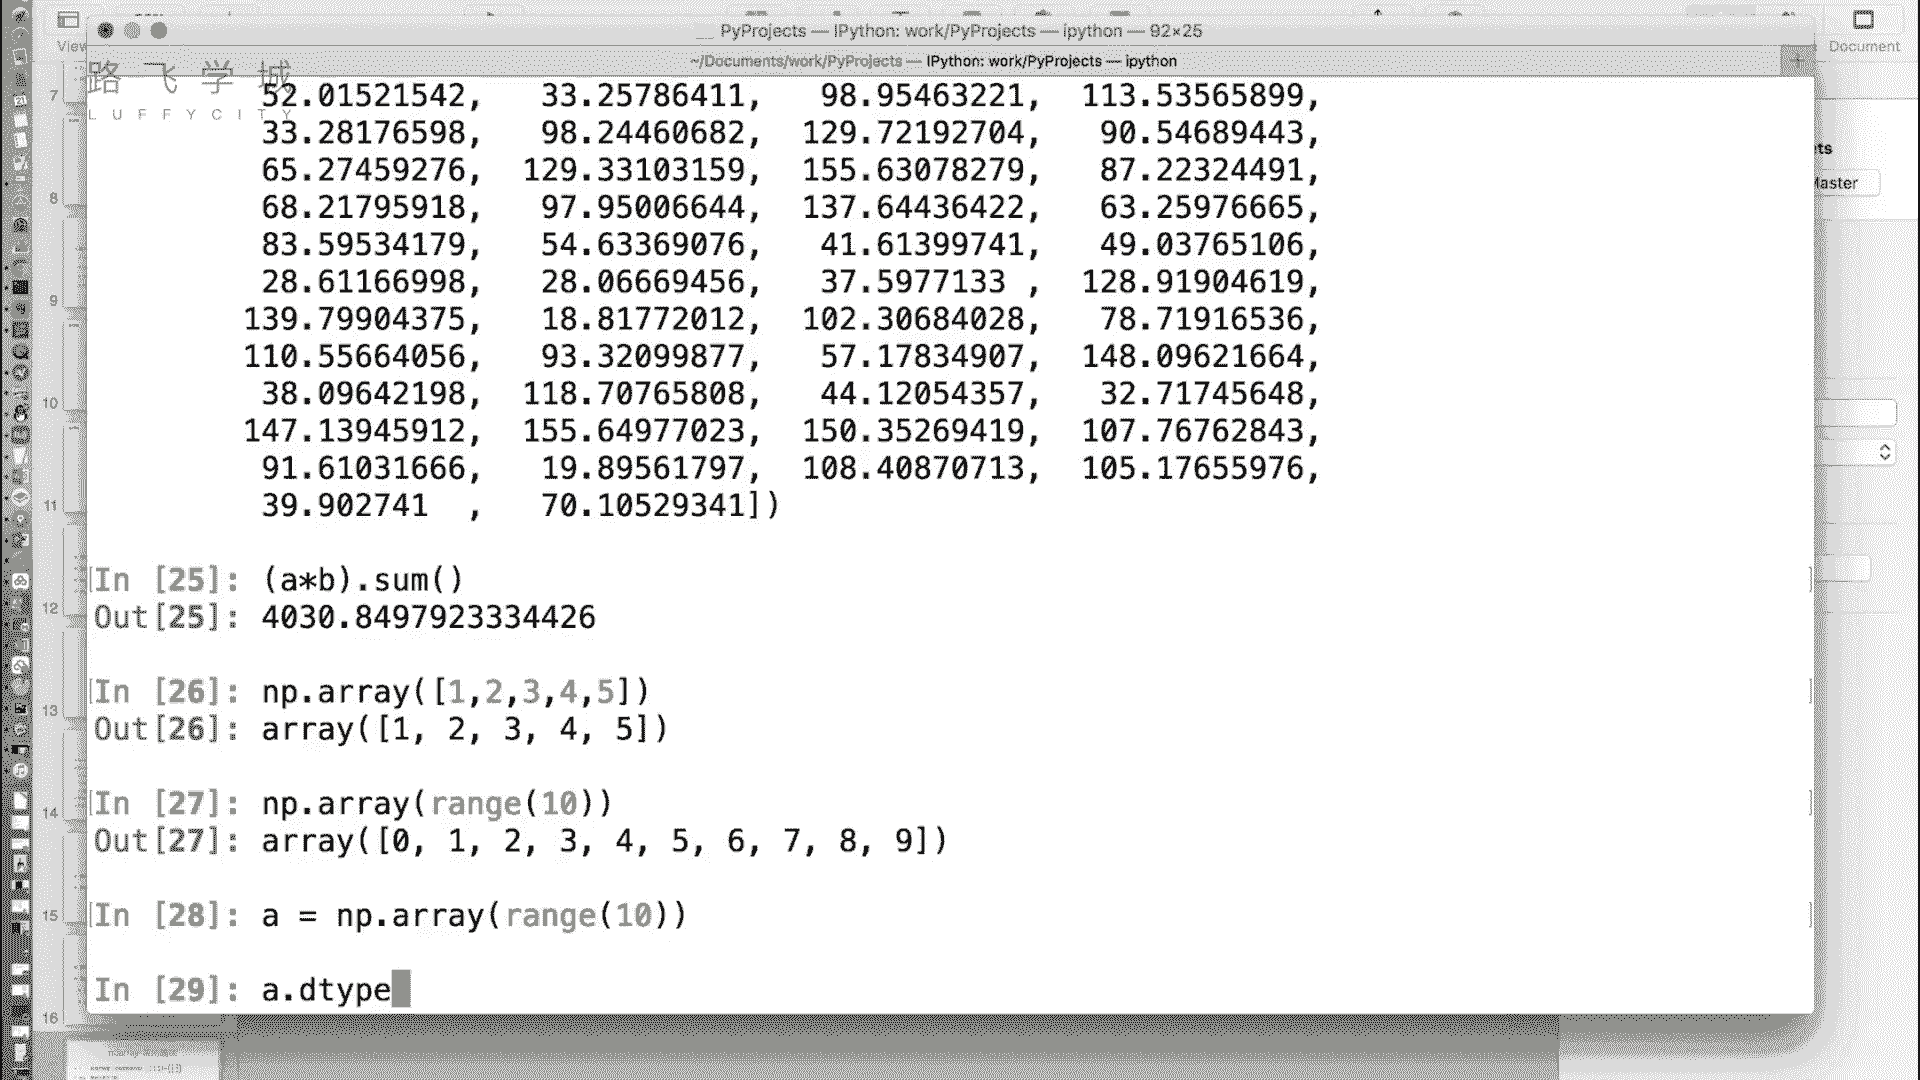 View
PyProjects — IPython: work/PyProjects — ipython — 92×25
Document
~/Documents/work/PyProjects — IPython: work/PyProjects — ipython
路飞学城
LUFFYCITY
52.01521542, 33.25786411, 98.95463221, 113.53565899,
33.28176598, 98.24460682, 129.72192704, 90.54689443,
65.27459276, 129.33103159, 155.63078279, 87.22324491,
68.21795918, 97.95006644, 137.64436422, 63.25976665,
83.59534179, 54.63369076, 41.61399741, 49.03765106,
28.61166998, 28.06669456, 37.5977133 , 128.91904619,
139.79904375, 18.81772012, 102.30684028, 78.71916536,
110.55664056, 93.32099877, 57.17834907, 148.09621664,
38.09642198, 118.70765808, 44.12054357, 32.71745648,
147.13945912, 155.64977023, 150.35269419, 107.76762843,
91.61031666, 19.89561797, 108.40870713, 105.17655976,
39.902741 , 70.10529341])
In [25]: (a*b).sum()
Out[25]: 4030.8497923334426
In [26]: np.array([1,2,3,4,5])
Out[26]: array([1, 2, 3, 4, 5])
In [27]: np.array(range(10))
Out[27]: array([0, 1, 2, 3, 4, 5, 6, 7, 8, 9])
In [28]: a = np.array(range(10))
In [29]: a.dtype
7
8
9
10
11
12
13
14
15
16